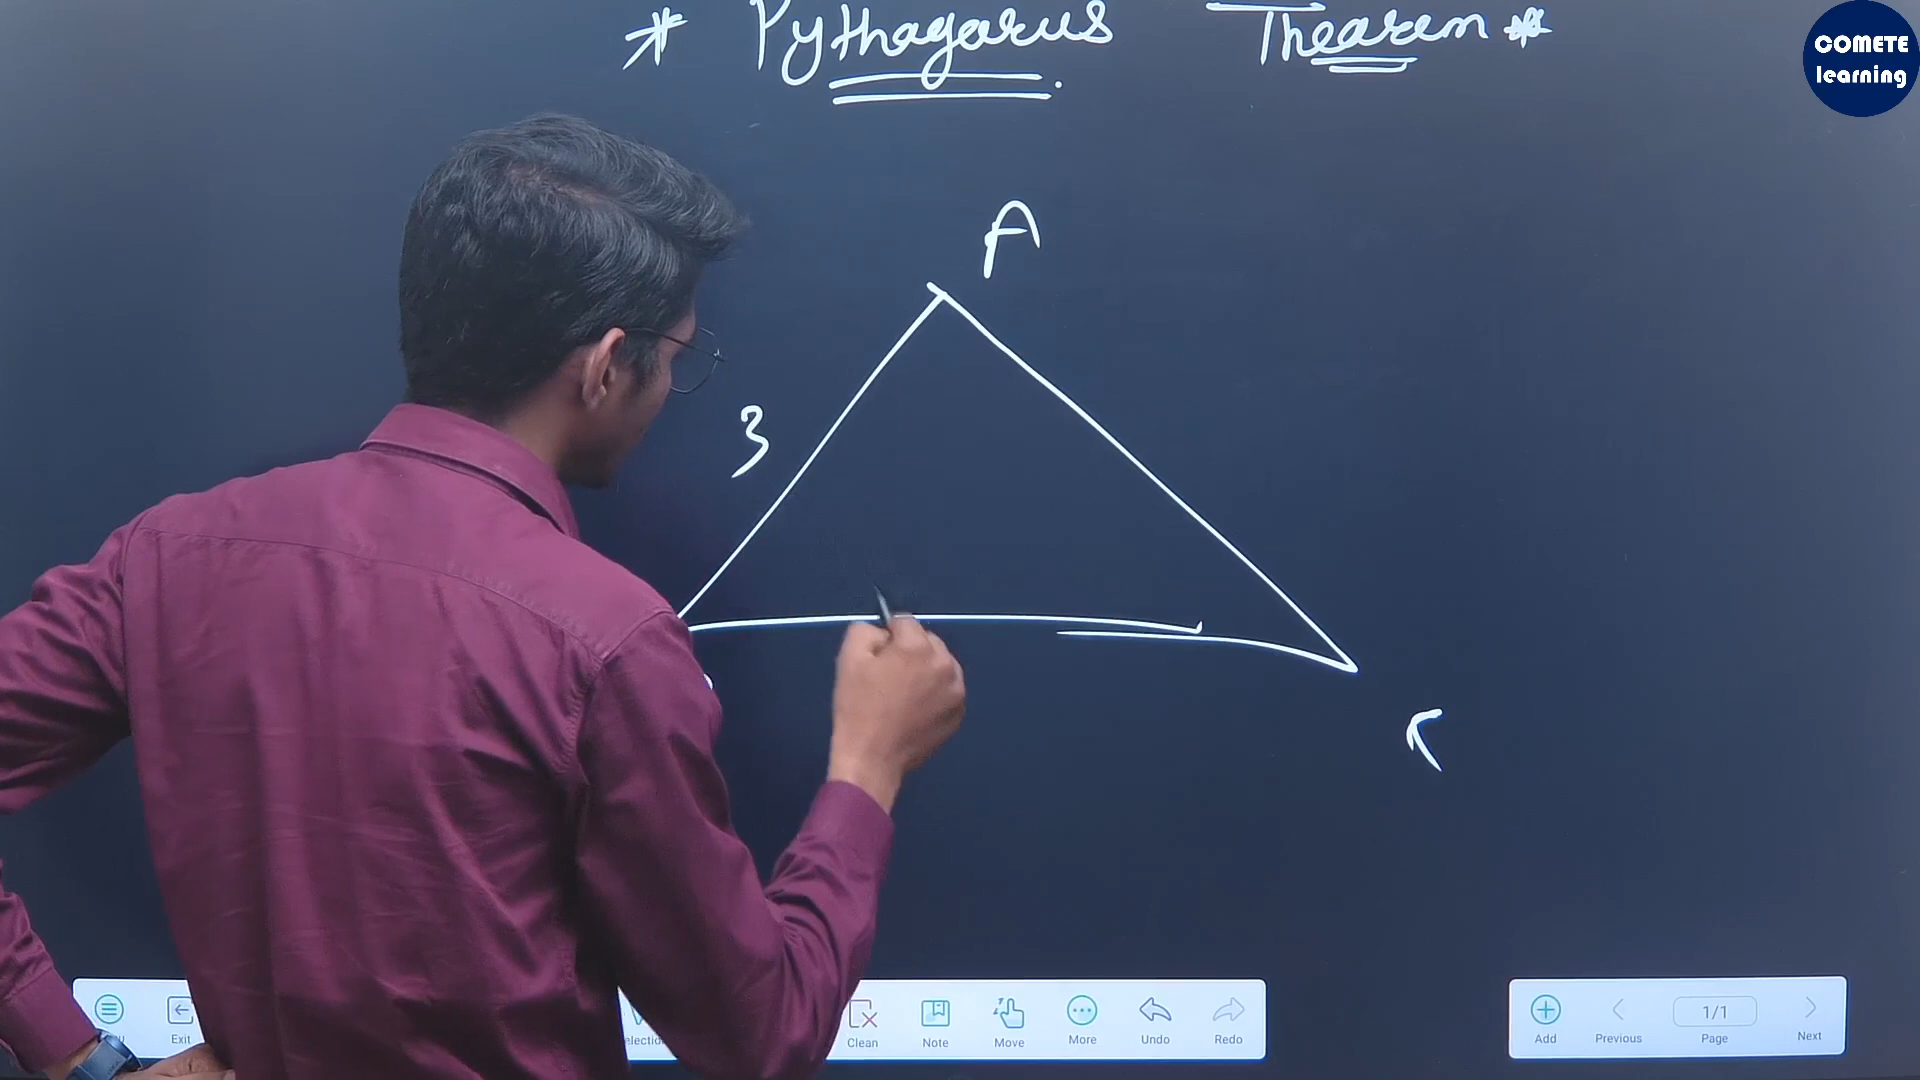 * Pythagarus Thearem *
COMETE
learning
A
3
C
Exit
Clean
Note
Move
More
Undo
Redo
Add
Previous
1/1
Page
Next